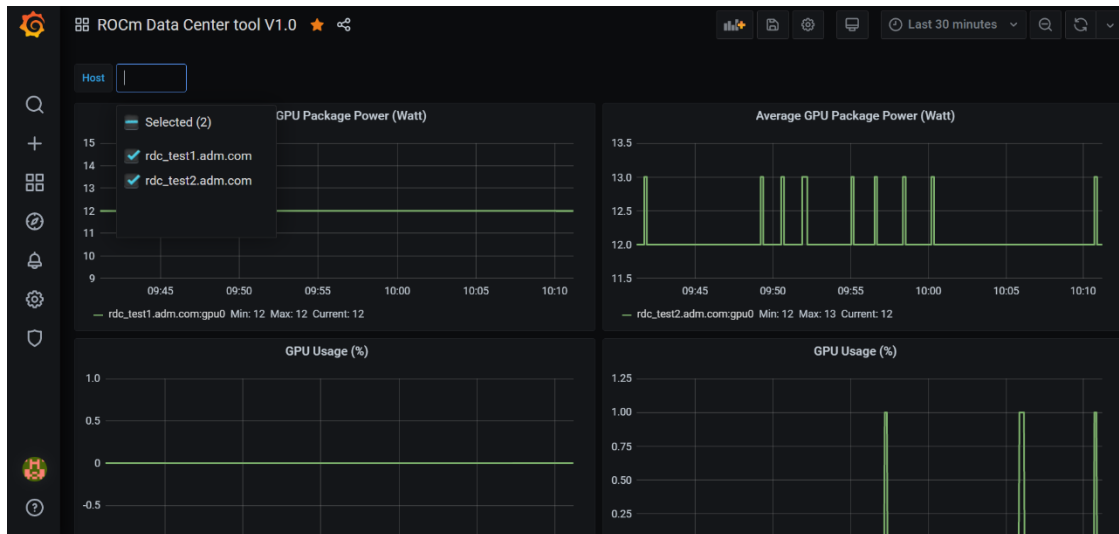 ROCm Data Center tool V1.0
Last 30 minutes
Host
Selected (2)
rdc_test1.adm.com
rdc_test2.adm.com
GPU Package Power (Watt)
15
14
13
12
11
10
9
09:45 09:50 09:55 10:00 10:05 10:10
rdc_test1.adm.com:gpu0 Min: 12 Max: 12 Current: 12
Average GPU Package Power (Watt)
13.5
13.0
12.5
12.0
11.5
09:45 09:50 09:55 10:00 10:05 10:10
rdc_test2.adm.com:gpu0 Min: 12 Max: 13 Current: 12
GPU Usage (%)
1.0
0.5
0
-0.5
GPU Usage (%)
1.25
1.00
0.75
0.50
0.25